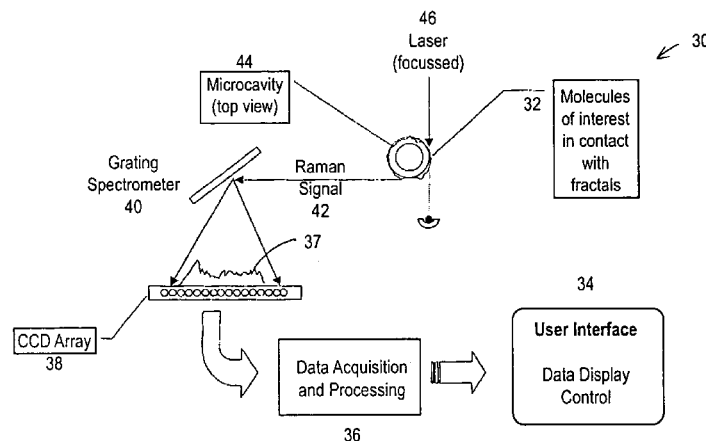 46
Laser
(focussed)
30
44
Microcavity
(top view)
32
Molecules
of interest
in contact
with
fractals
Grating
Spectrometer
40
Raman
Signal
42
37
CCD Array
38
Data Acquisition
and Processing
36
34
User Interface
Data Display
Control